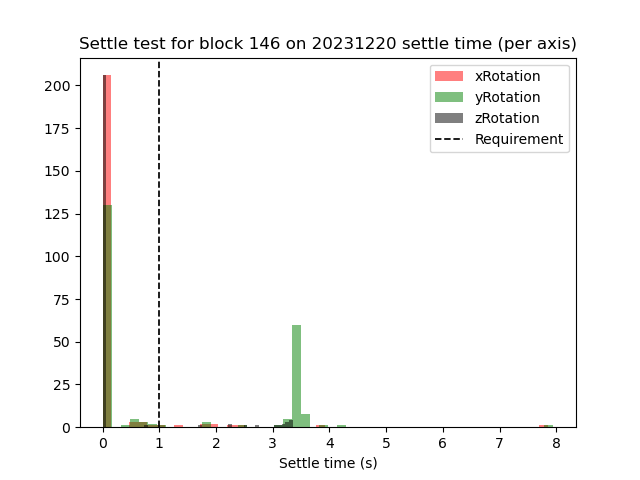 Settle test for block 146 on 20231220 settle time (per axis)
200
175
150
125
100
75
50
25
0
xRotation
yRotation
zRotation
Requirement
0 1 2 3 4 5 6 7 8
Settle time (s)